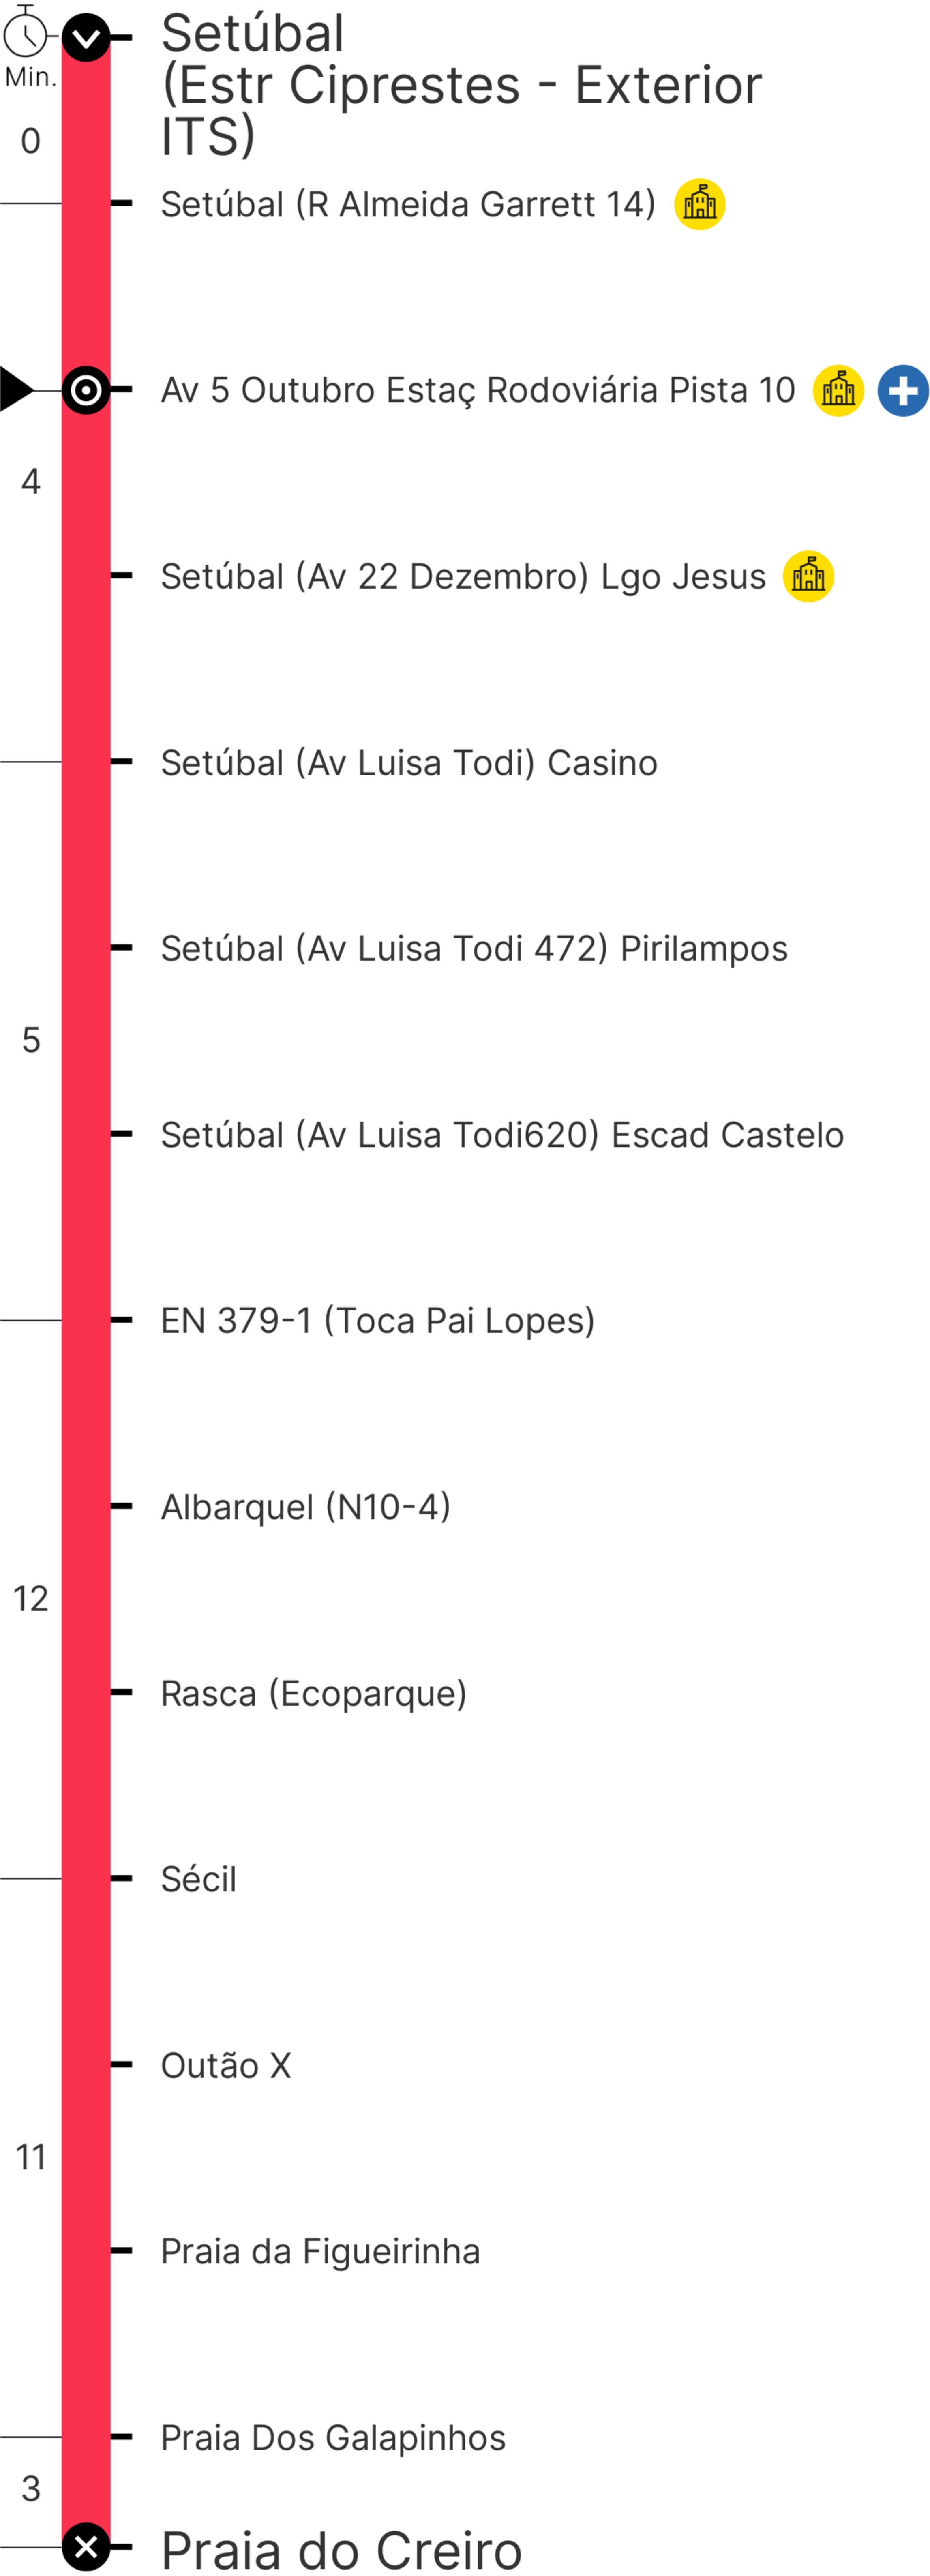 Min.
Setúbal
(Estr Ciprestes - Exterior
ITS)
0
Setúbal (R Almeida Garrett 14)
Av 5 Outubro Estaç Rodoviária Pista 10
4
Setúbal (Av 22 Dezembro) Lgo Jesus
Setúbal (Av Luisa Todi) Casino
Setúbal (Av Luisa Todi 472) Pirilampos
5
Setúbal (Av Luisa Todi620) Escad Castelo
EN 379-1 (Toca Pai Lopes)
Albarquel (N10-4)
12
Rasca (Ecoparque)
Sécil
Outão X
11
Praia da Figueirinha
Praia Dos Galapinhos
3
Praia do Creiro